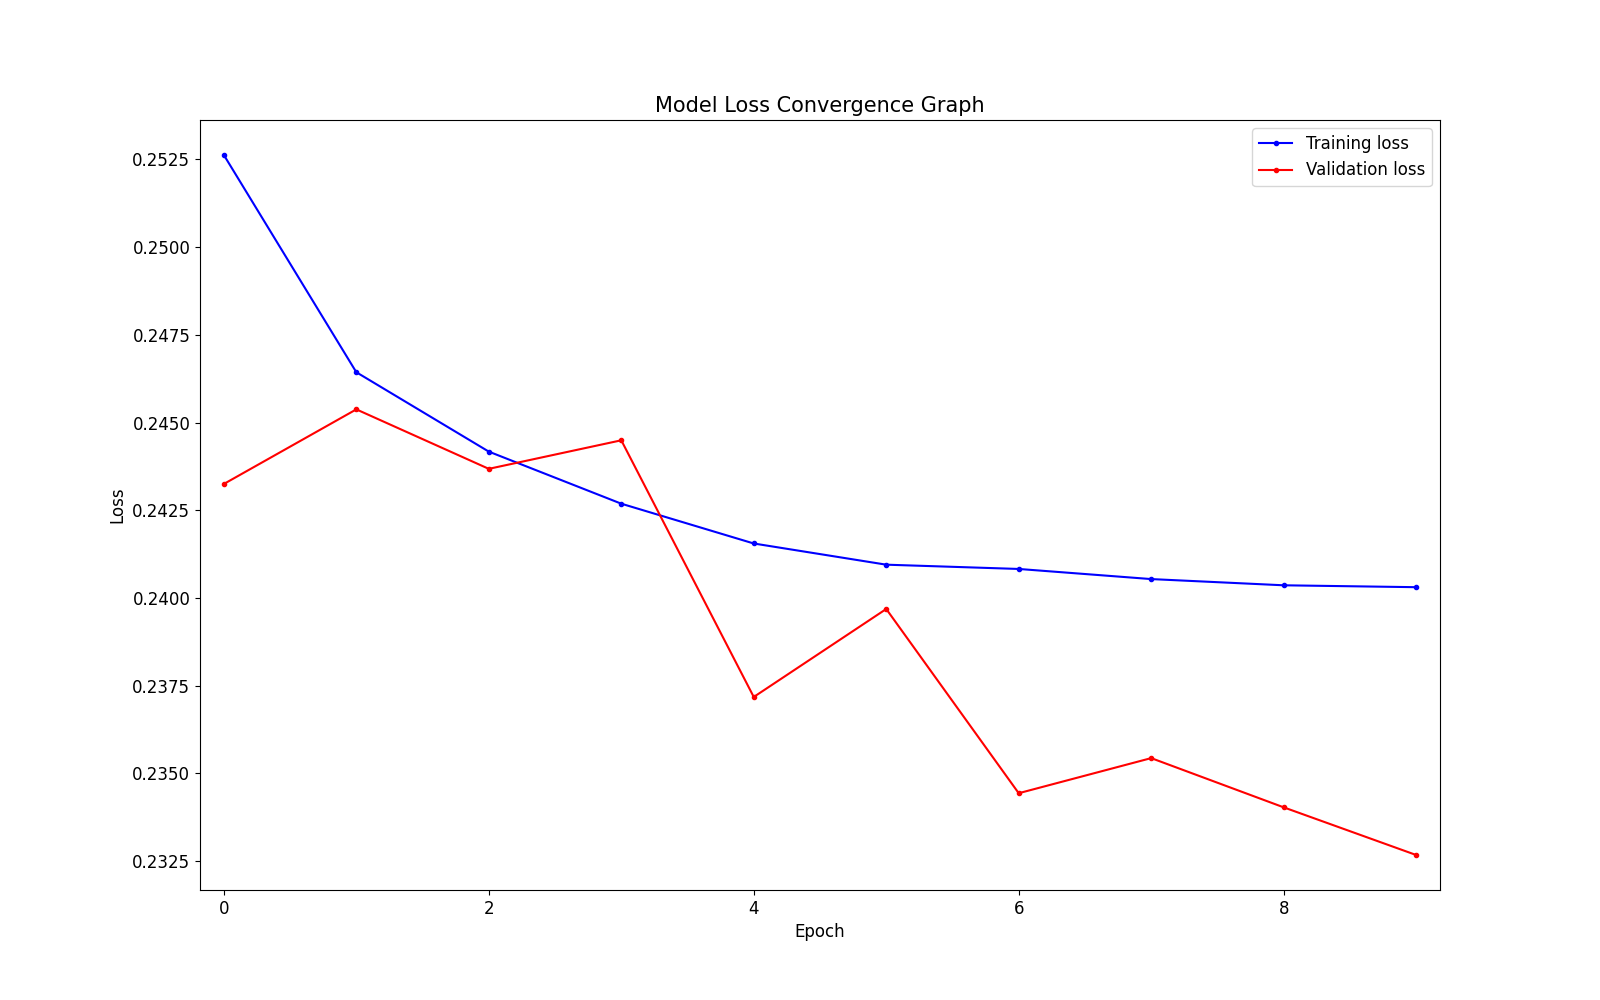 Model Loss Convergence Graph
Training loss
Validation loss
0.2525
0.2500
0.2475
0.2450
0.2425
0.2400
0.2375
0.2350
0.2325
Loss
0 2 4 6 8
Epoch